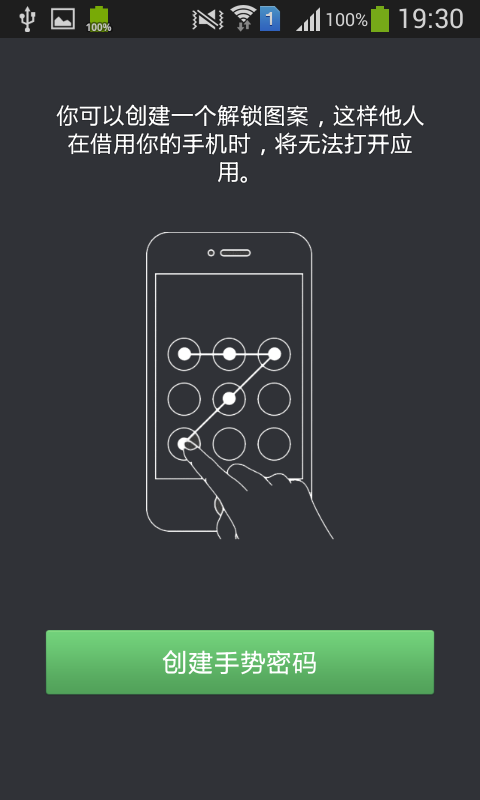 100%
1
100%
19:30
你可以创建一个解锁图案，这样他人
在借用你的手机时，将无法打开应
用。
创建手势密码